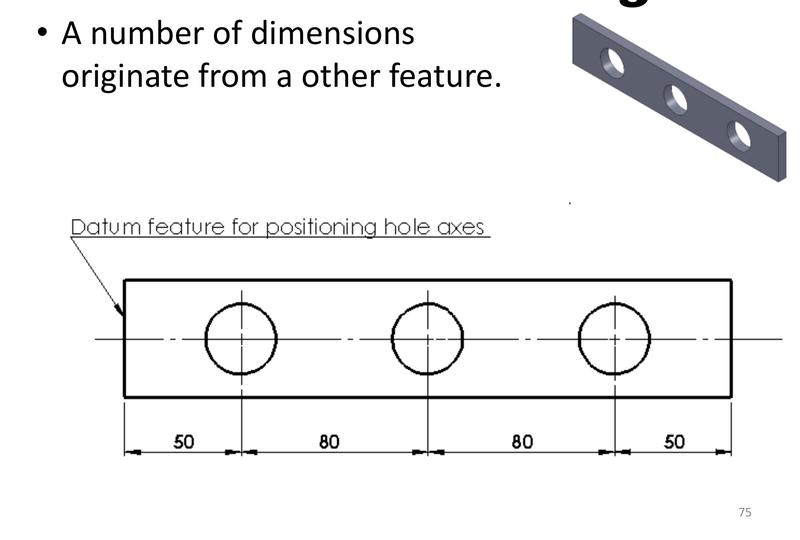 • A number of dimensions
originate from a other feature.
Datum feature for positioning hole axes
50 80 80 50
75